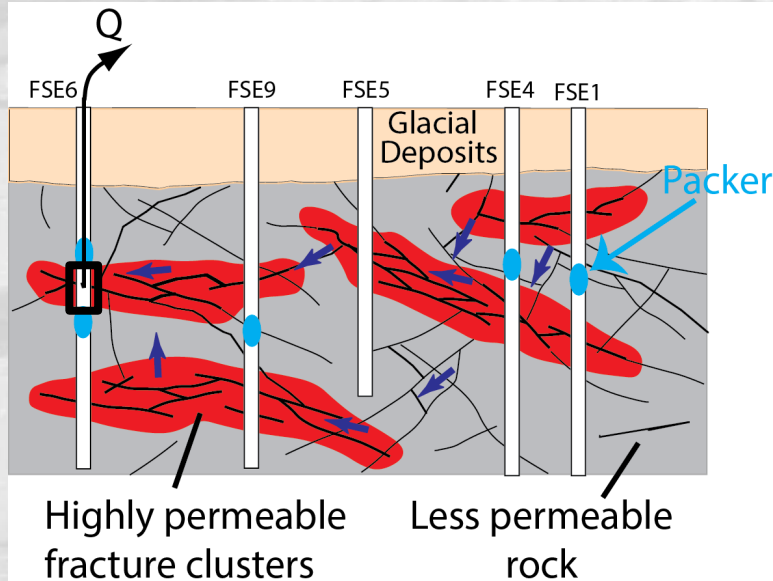 Q
FSE6
FSE9
FSE5
FSE4
FSE1
Glacial
Deposits
Packer
Highly permeable
fracture clusters
Less permeable
rock